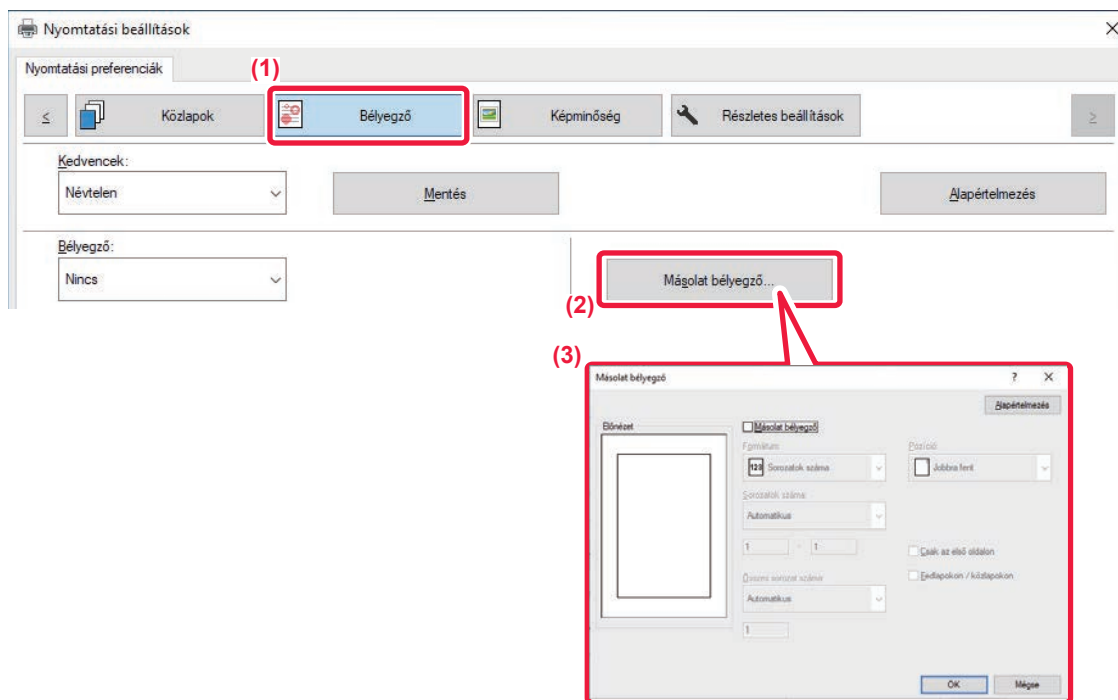 Nyomtatási beállítások
Nyomtatási preferenciák
(1)
≤ Közlapok Bélyegző Képminőség Részletes beállítások ≥
Kedvencek:
Névtelen Mentés Alapértelmezés
Bélyegző:
Nincs Másolat bélyegző...
(2)
(3)
Másolat bélyegző ? ×
Alapértelmezés
Előnézet Másolat bélyegző
Formátum: Pozíció:
123 Sorozatok száma Jobbra fent
Sorozatok száma:
Automatikus
1 - 1 Csak az első oldalon
Összes sorozat száma: Fedlapokon / közlapokon
Automatikus
1
OK Mégse